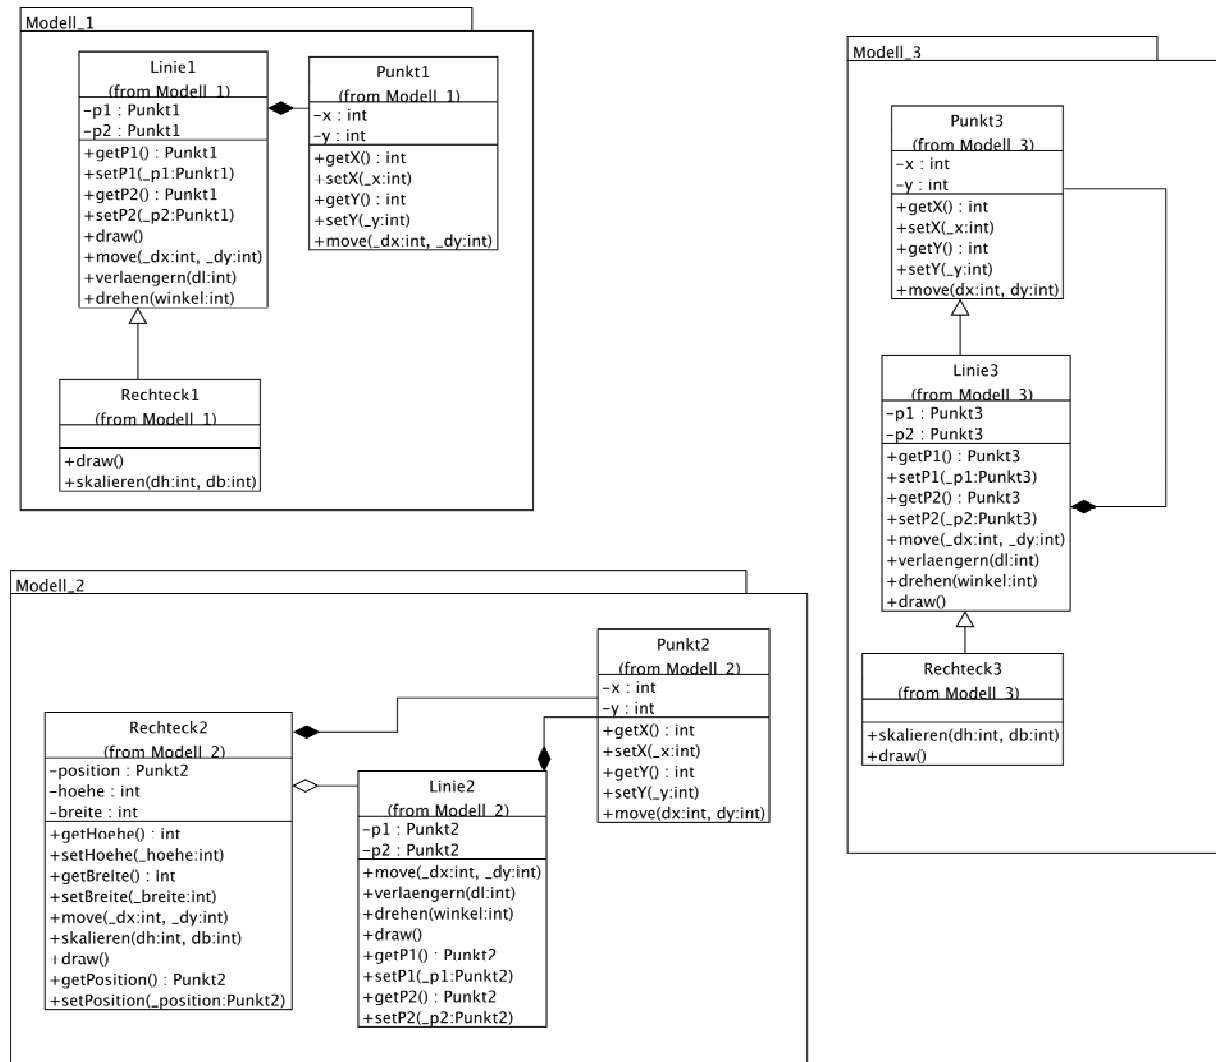 Modell_1
Linie1
(from Modell_1)
-p1 : Punkt1
-p2 : Punkt1
+getP1() : Punkt1
+setP1(_p1:Punkt1)
+getP2() : Punkt1
+setP2(_p2:Punkt1)
+draw()
+move(_dx:int, _dy:int)
+verlaengern(dl:int)
+drehen(winkel:int)
Punkt1
(from Modell_1)
-x : int
-y : int
+getX() : int
+setX(_x:int)
+getY() : int
+setY(_y:int)
+move(_dx:int, _dy:int)
Rechteck1
(from Modell_1)
+draw()
+skalieren(dh:int, db:int)
Modell_3
Punkt3
(from Modell_3)
-x : int
-y : int
+getX() : int
+setX(_x:int)
+getY() : int
+setY(_y:int)
+move(dx:int, dy:int)
Linie3
(from Modell_3)
-p1 : Punkt3
-p2 : Punkt3
+getP1() : Punkt3
+setP1(_p1:Punkt3)
+getP2() : Punkt3
+setP2(_p2:Punkt3)
+move(_dx:int, _dy:int)
+verlaengern(dl:int)
+drehen(winkel:int)
+draw()
Rechteck3
(from Modell_3)
+skalieren(dh:int, db:int)
+draw()
Modell_2
Rechteck2
(from Modell_2)
-position : Punkt2
-hoehe : int
-breite : int
+getHoehe() : int
+setHoehe(_hoehe:int)
+getBreite() : int
+setBreite(_breite:int)
+move(_dx:int, _dy:int)
+skalieren(dh:int, db:int)
+draw()
+getPosition() : Punkt2
+setPosition(_position:Punkt2)
Linie2
(from Modell_2)
-p1 : Punkt2
-p2 : Punkt2
+move(_dx:int, _dy:int)
+verlaengern(dl:int)
+drehen(winkel:int)
+draw()
+getP1() : Punkt2
+setP1(_p1:Punkt2)
+getP2() : Punkt2
+setP2(_p2:Punkt2)
Punkt2
(from Modell_2)
-x : int
-y : int
+getX() : int
+setX(_x:int)
+getY() : int
+setY(_y:int)
+move(dx:int, dy:int)